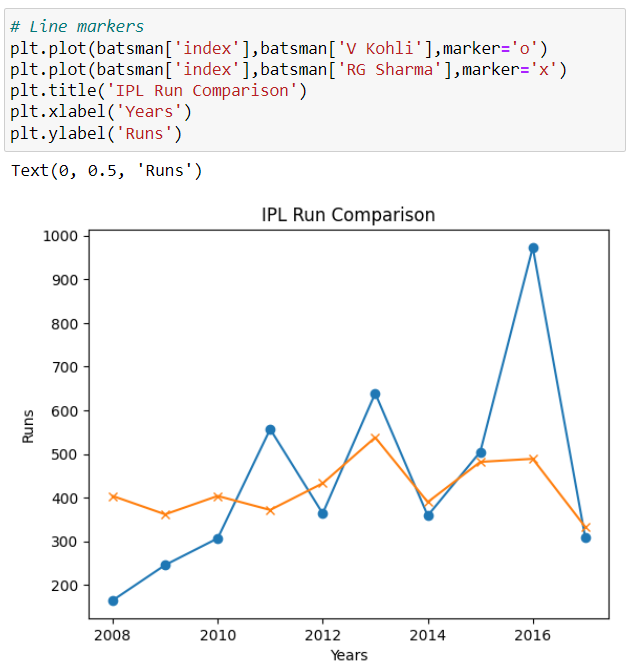 # Line markers
plt.plot(batsman['index'],batsman['V Kohli'],marker='o')
plt.plot(batsman['index'],batsman['RG Sharma'],marker='x')
plt.title('IPL Run Comparison')
plt.xlabel('Years')
plt.ylabel('Runs')
Text(0, 0.5, 'Runs')
IPL Run Comparison
1000
900
800
700
600
500
400
300
200
Runs
2008 2010 2012 2014 2016
Years